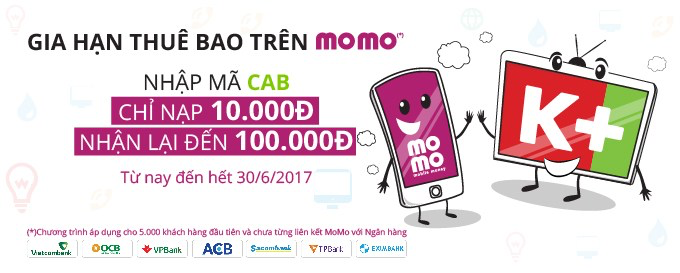 GIA HẠN THUÊ BAO TRÊN momo(*)
NHẬP MÃ CAB
CHỈ NẠP 10.000Đ
NHẬN LẠI ĐẾN 100.000Đ
Từ nay đến hết 30/6/2017
mo
mo
mobile money
K+
(*)Chương trình áp dụng cho 5.000 khách hàng đầu tiên và chưa từng liên kết MoMo với Ngân hàng
Vietcombank OCB VPBank ACB Sacombank TPBank EXIMBANK